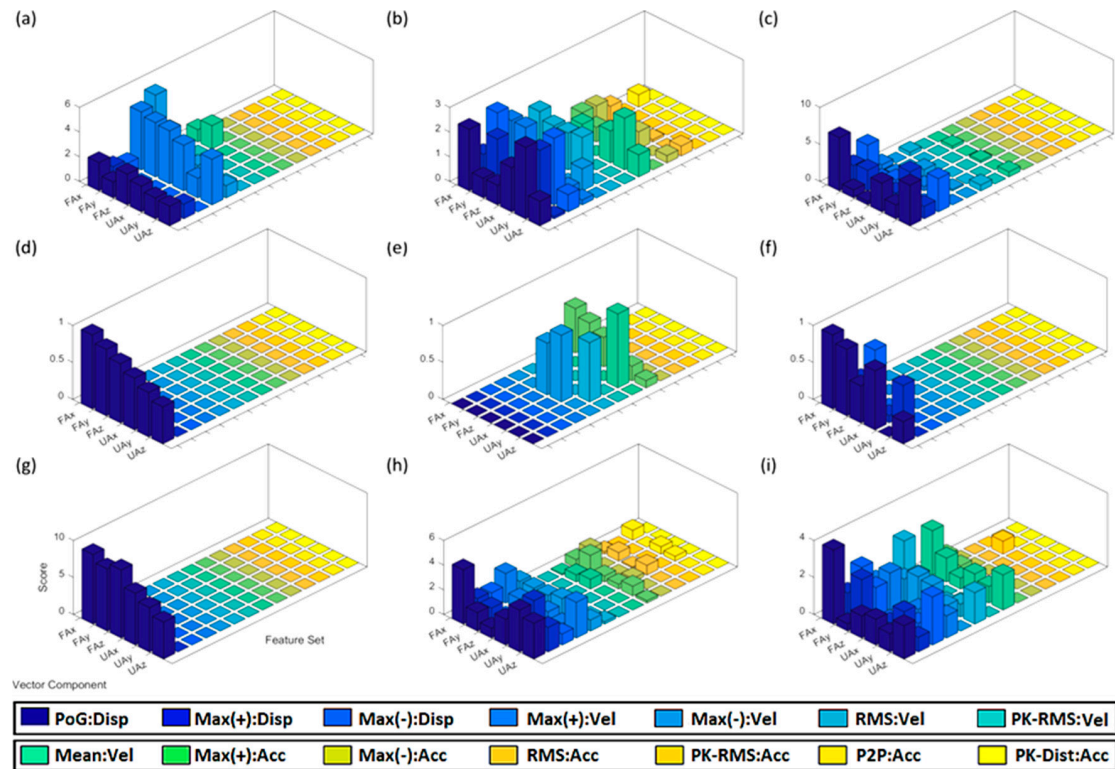 (a) (b) (c)
6 4 2 0
FAx FAy FAz UAx UAy UAz
3 2 1 0
FAx FAy FAz UAx UAy UAz
10 5 0
FAx FAy FAz UAx UAy UAz
(d) (e) (f)
1 0.5 0
FAx FAy FAz UAx UAy UAz
1 0.5 0
FAx FAy FAz UAx UAy UAz
1 0.5 0
FAx FAy FAz UAx UAy UAz
(g) (h) (i)
Score
10 5 0
FAx FAy FAz UAx UAy UAz
Feature Set
6 4 2 0
FAx FAy FAz UAx UAy UAz
4 2 0
FAx FAy FAz UAx UAy UAz
Vector Component
PoG:Disp Max(+):Disp Max(-):Disp Max(+):Vel Max(-):Vel RMS:Vel PK-RMS:Vel
Mean:Vel Max(+):Acc Max(-):Acc RMS:Acc PK-RMS:Acc P2P:Acc PK-Dist:Acc